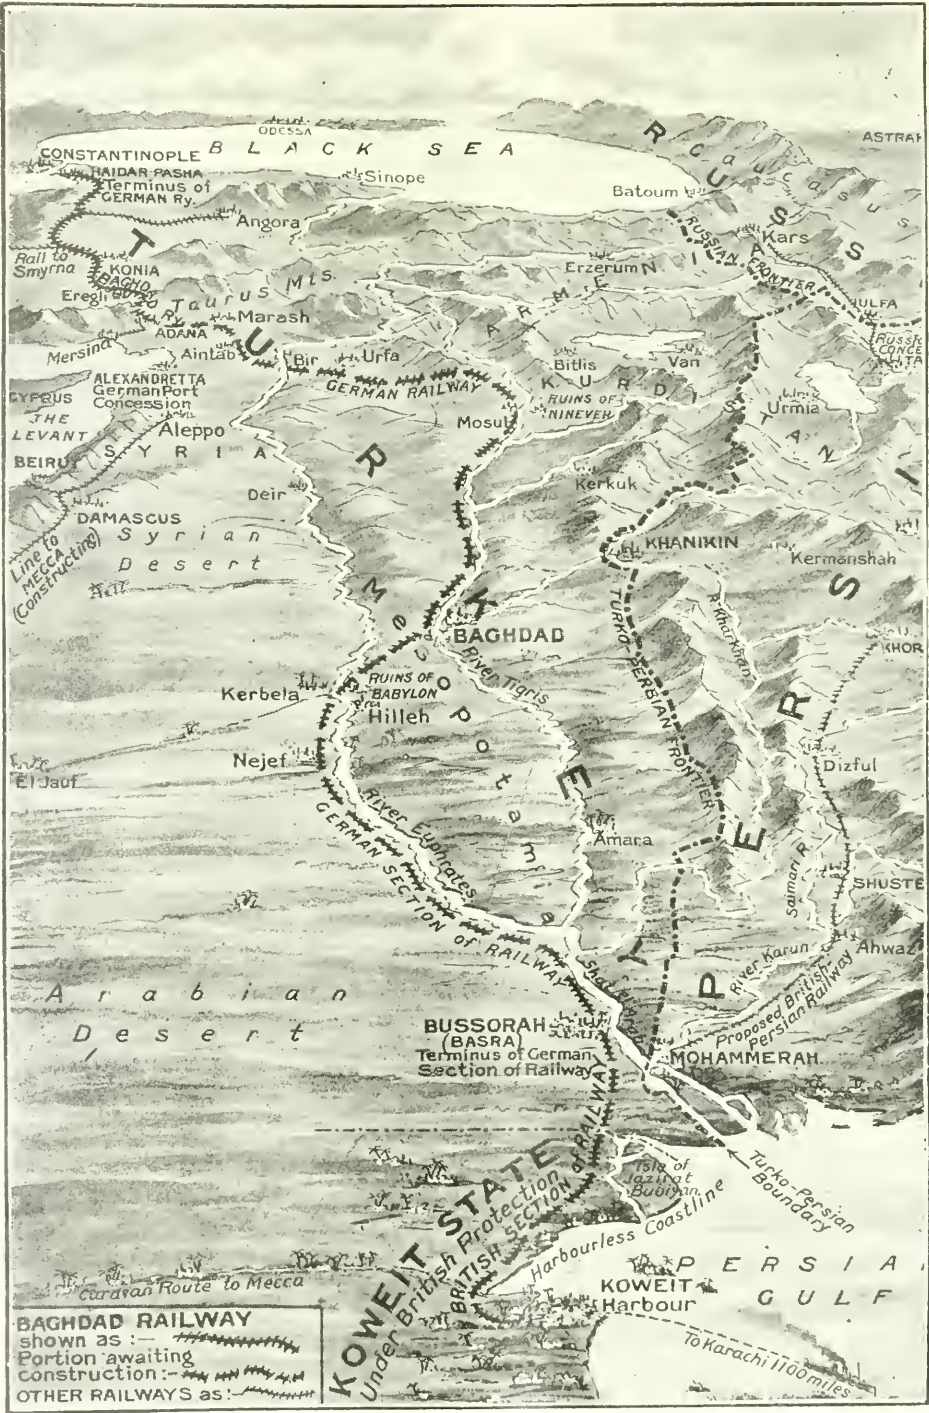 ODESSA
BLACK SEA
ASTRAK
CONSTANTINOPLE
HAIDAR PASHA
Terminus of
GERMAN Ry.
Sinope
Batoum
RUSSI
Caucasus
Angora
Kars
RUSSIAN FRONTIER
Rail to
Smyrna
KONIA
BAGHDAD
RY.
Eregli
Taurus Mts.
Erzerum
ARMENIA
JULFA
Marash
ADANA
Mersina
Aintab
Bir
Urfa
GERMAN RAILWAY
Bitlis
Van
KURDISTAN
RUINS OF
NINEVEH
Urmia
ALEXANDRETTA
German Port
Concession
CYPRUS
THE
LEVANT
Aleppo
Mosul
SYRIA
BEIRUT
Deir
Kerkuk
DAMASCUS
Line to
MECCA
(Constructing)
Syrian
Desert
KHANIKIN
Kermanshah
TURKEY
Mesopotamia
PERSI
BAGHDAD
River Tigris
R Kharkhan
TURKO-PERSIAN FRONTIER
KHOR
Kerbela
RUINS OF
BABYLON
Hilleh
Nejef
El Jauf
Dizful
River Euphrates
GERMAN SECTION of RAILWAY
Amara
Saimari R.
SHUSTE
Ahwaz
River Karun
Proposed British-
Persian Railway
Arabian
Desert
Shat-el-Arab
BUSSORAH
(BASRA)
Terminus of German
Section of Railway
MOHAMMERAH
KOWEIT STATE
Under British Protection
BRITISH SECTION of RAILWAY
Isle of
Jazirat
Bubiyan
Harbourless Coastline
Turko-Persian
Boundary
PERSIA
GULF
KOWEIT
Harbour
Caravan Route to Mecca
To Karachi 1100 miles
BAGHDAD RAILWAY
shown as :-
Portion awaiting
construction :-
OTHER RAILWAYS as :-